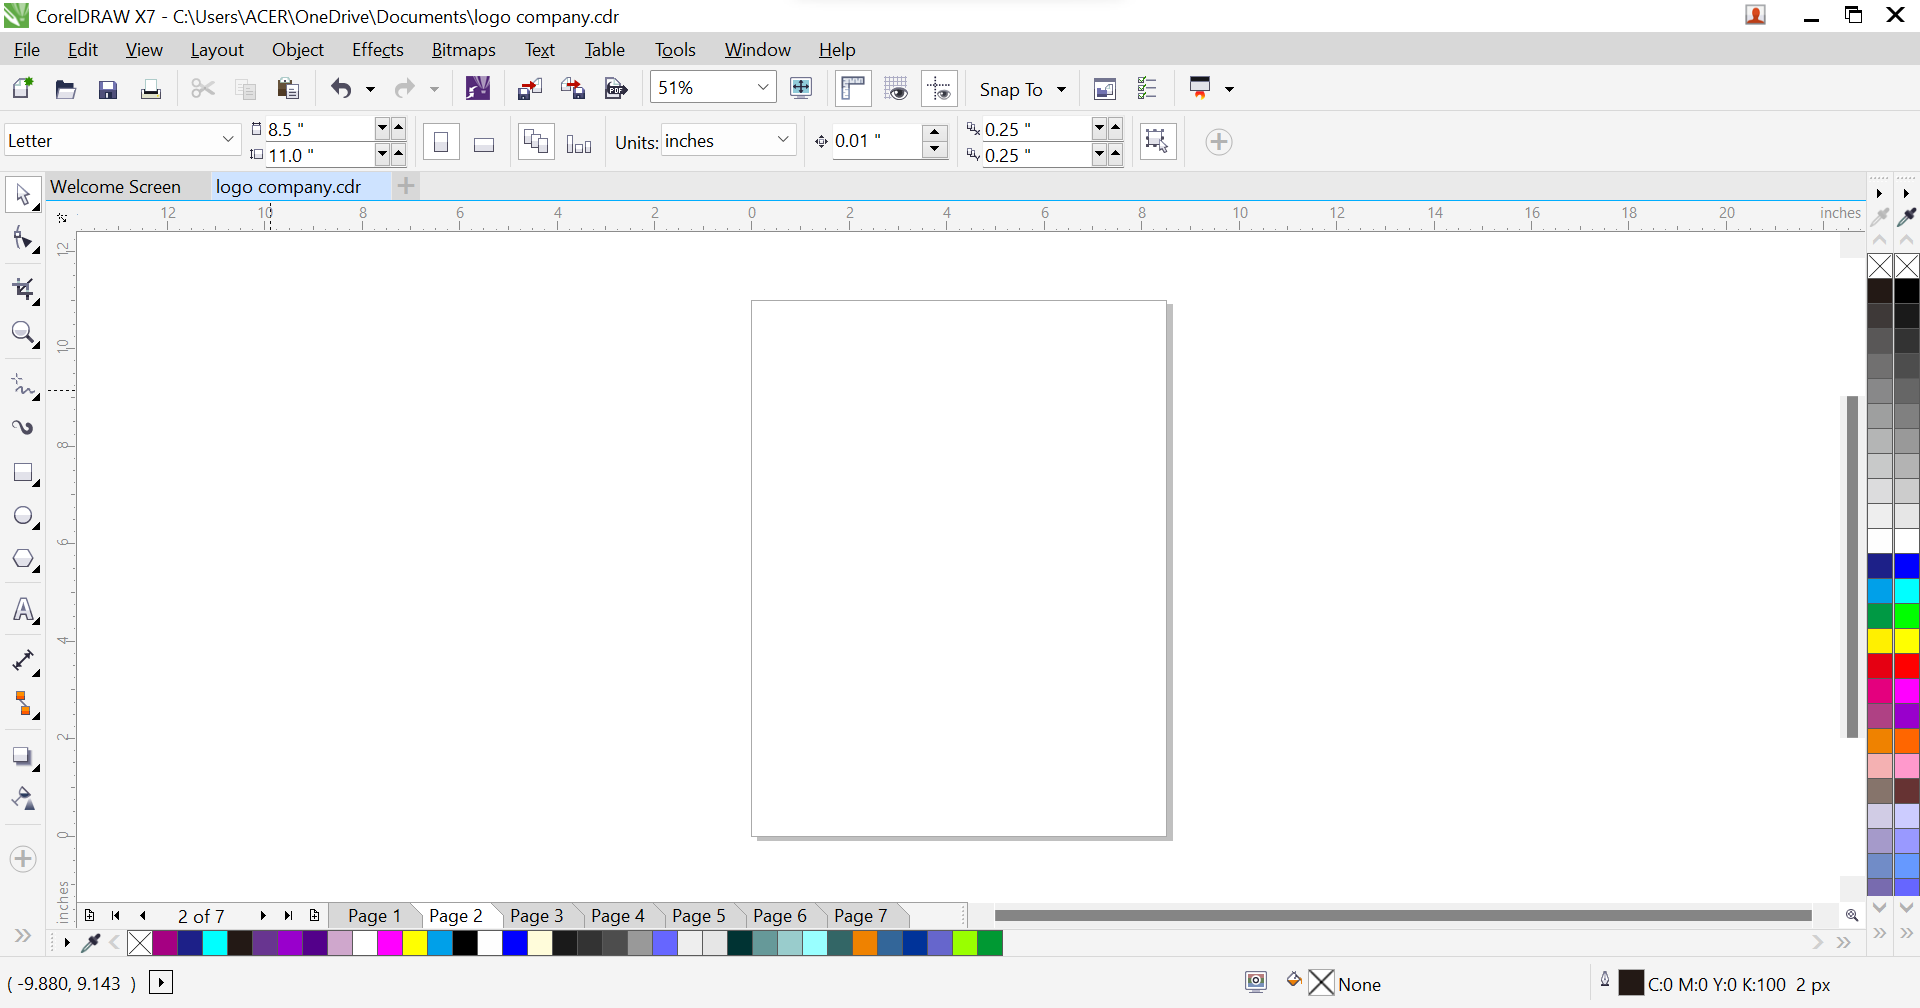 CorelDRAW X7 - C:\Users\ACER\OneDrive\Documents\logo company.cdr
File Edit View Layout Object Effects Bitmaps Text Table Tools Window Help
PDF 51% Snap To
Letter 8.5 " 11.0 " Units: inches 0.01 " 0.25 " 0.25 "
Welcome Screen logo company.cdr
12 10 8 6 4 2 0 2 4 6 8 10 12 14 16 18 20 inches
12
10
8
6
4
2
0
inches
2 of 7 Page 1 Page 2 Page 3 Page 4 Page 5 Page 6 Page 7
( -9.880, 9.143 ) None C:0 M:0 Y:0 K:100 2 px